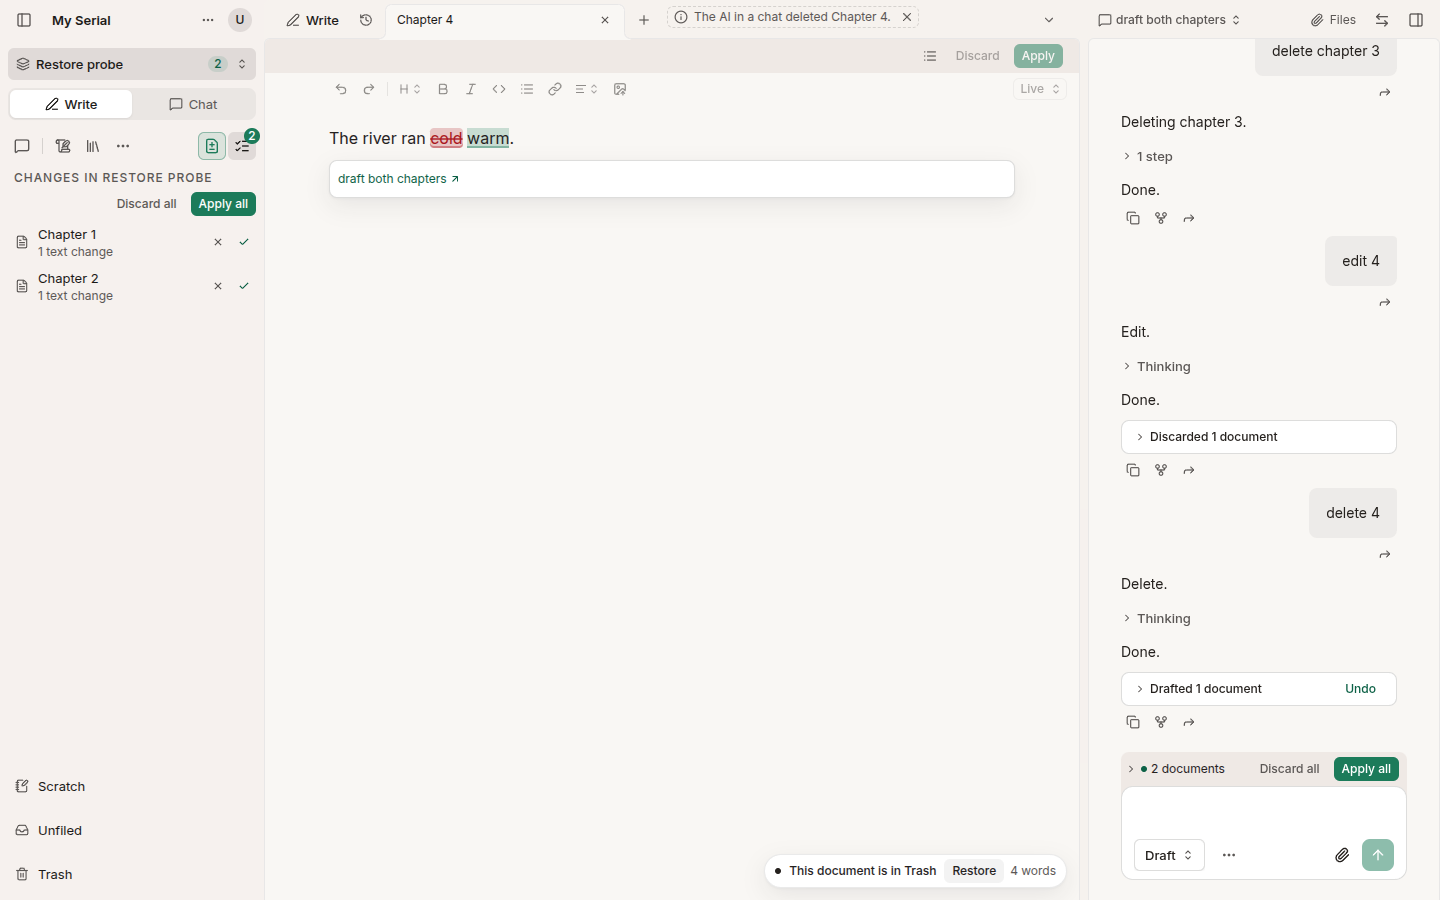 My Serial
U
Restore probe
2
Write
Chat
2
CHANGES IN RESTORE PROBE
Discard all
Apply all
Chapter 1
1 text change
Chapter 2
1 text change
Scratch
Unfiled
Trash
Write
Chapter 4
The AI in a chat deleted Chapter 4.
Discard
Apply
H
B
I
Live
The river ran cold warm.
draft both chapters
This document is in Trash
Restore
4 words
draft both chapters
Files
delete chapter 3
Deleting chapter 3.
1 step
Done.
edit 4
Edit.
Thinking
Done.
Discarded 1 document
delete 4
Delete.
Thinking
Done.
Drafted 1 document
Undo
2 documents
Discard all
Apply all
Draft